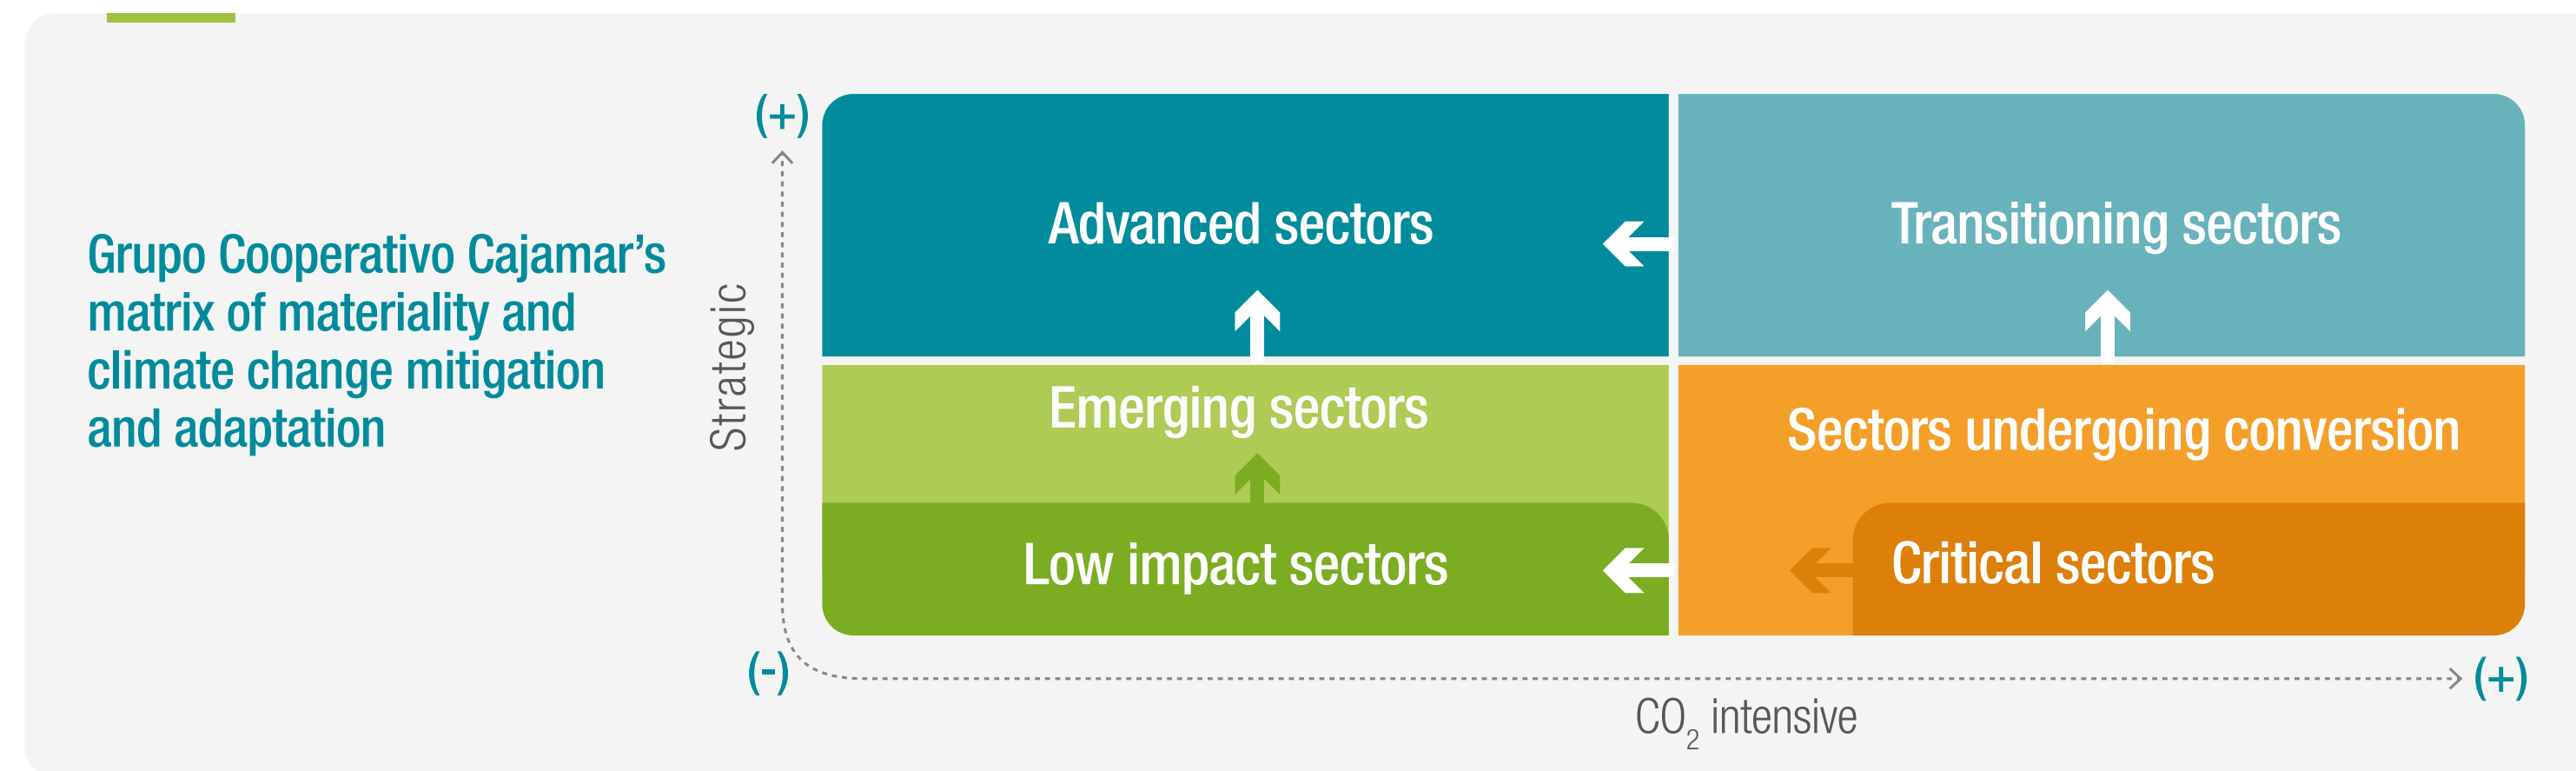 Grupo Cooperativo Cajamar’s
matrix of materiality and
climate change mitigation
and adaptation
(+)
Strategic
(-)
Advanced sectors
Transitioning sectors
Emerging sectors
Sectors undergoing conversion
Low impact sectors
Critical sectors
CO₂ intensive
(+)